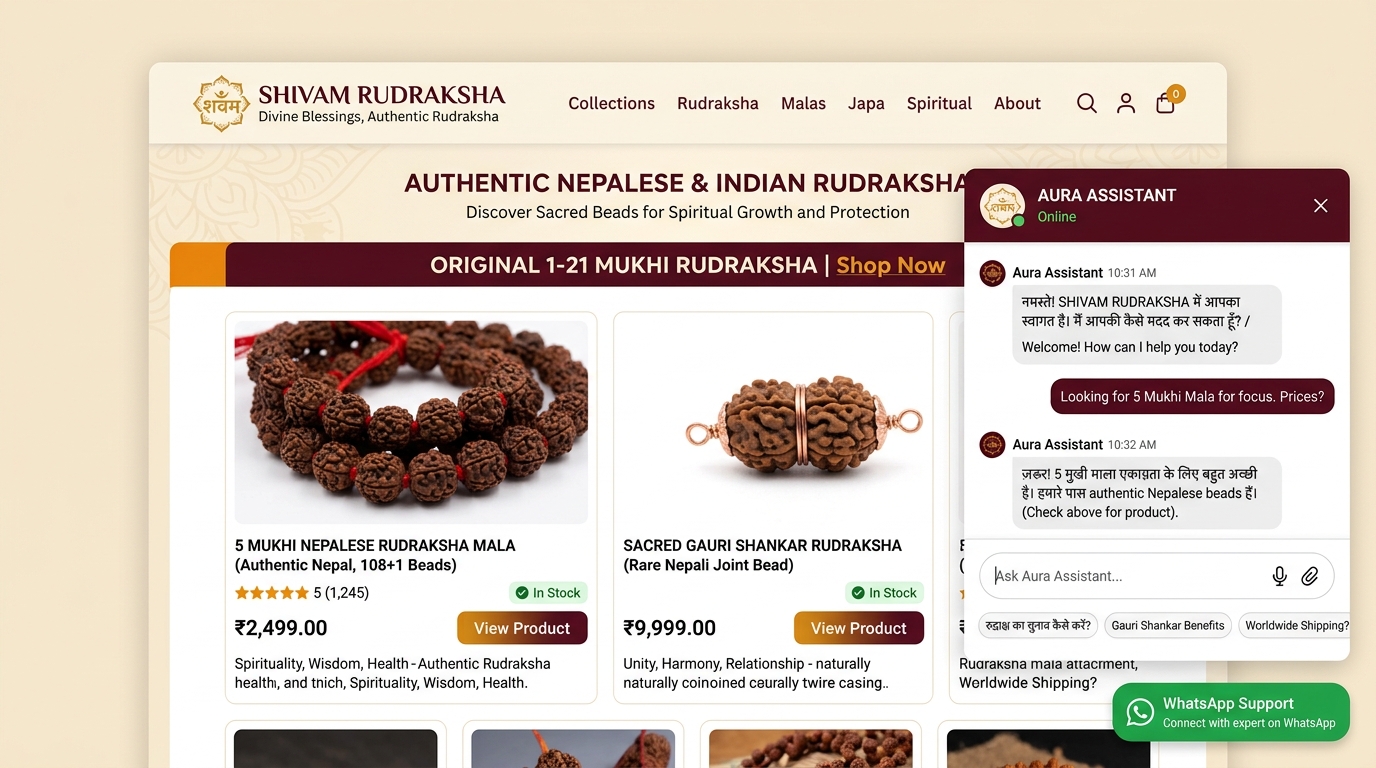 शवम
SHIVAM RUDRAKSHA
Divine Blessings, Authentic Rudraksha
Collections
Rudraksha
Malas
Japa
Spiritual
About
0
AUTHENTIC NEPALESE & INDIAN RUDRAKSHA
Discover Sacred Beads for Spiritual Growth and Protection
ORIGINAL 1-21 MUKHI RUDRAKSHA | Shop Now
5 MUKHI NEPALESE RUDRAKSHA MALA
(Authentic Nepal, 108+1 Beads)
5 (1,245)
In Stock
₹2,499.00
View Product
Spirituality, Wisdom, Health - Authentic Rudraksha
health, and tnich, Spirituality, Wisdom, Health.
SACRED GAURI SHANKAR RUDRAKSHA
(Rare Nepali Joint Bead)
In Stock
₹9,999.00
View Product
Unity, Harmony, Relationship - naturally
naturally coinoined ceurally twire casing..
Rudraksha mala attacrment,
Werldwide Shipping?
AURA ASSISTANT
Online
Aura Assistant 10:31 AM
नमस्ते! SHIVAM RUDRAKSHA में आपका
स्वागत है। मैं आपकी कैसे मदद कर सकता हूँ? /
Welcome! How can I help you today?
Looking for 5 Mukhi Mala for focus. Prices?
Aura Assistant 10:32 AM
ज़रूर! 5 मुखी माला एकाग्रता के लिए बहुत अच्छी
है। हमारे पास authentic Nepalese beads हैं।
(Check above for product).
Ask Aura Assistant...
रुद्राक्ष का चुनाव कैसे करें?
Gauri Shankar Benefits
Worldwide Shipping?
WhatsApp Support
Connect with expert on WhatsApp